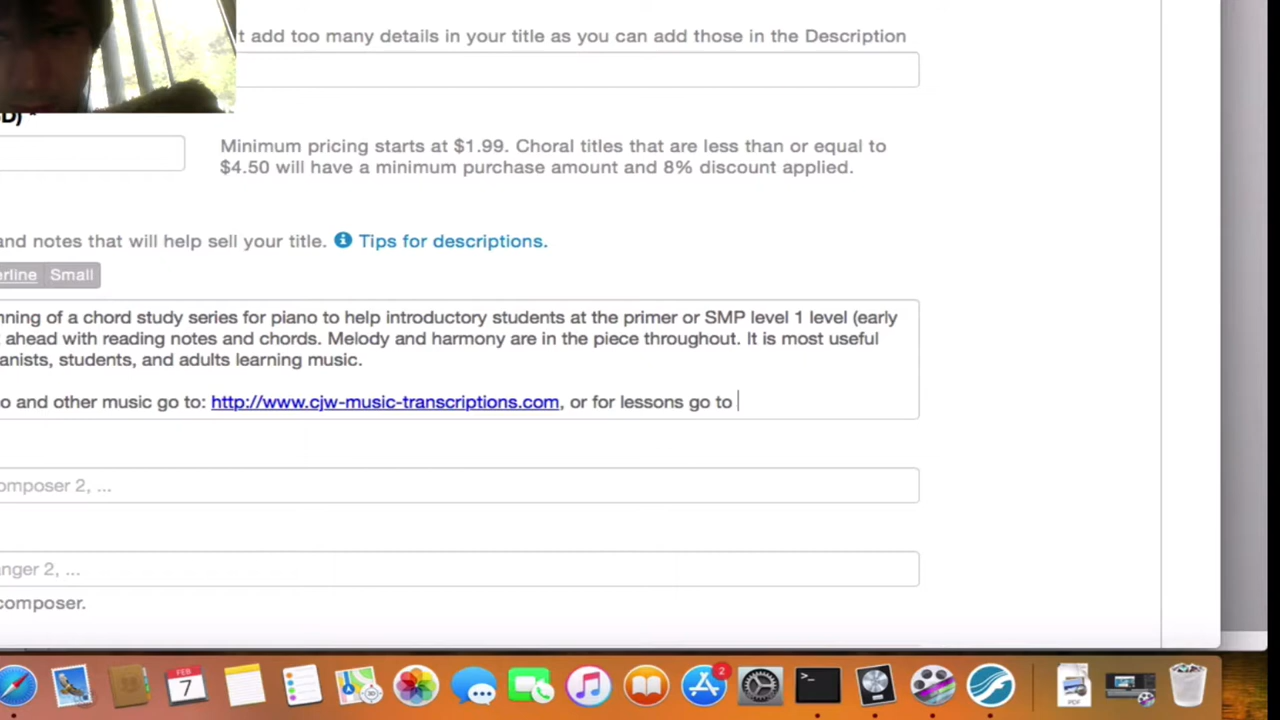 t add too many details in your title as you can add those in the Description
D) *
Minimum pricing starts at $1.99. Choral titles that are less than or equal to
$4.50 will have a minimum purchase amount and 8% discount applied.
and notes that will help sell your title. Tips for descriptions.
erline Small
nning of a chord study series for piano to help introductory students at the primer or SMP level 1 level (early
ahead with reading notes and chords. Melody and harmony are in the piece throughout. It is most useful
anists, students, and adults learning music.
o and other music go to: http://www.cjw-music-transcriptions.com, or for lessons go to
omposer 2, ...
nger 2, ...
composer.
FEB
7
2
>_
PDF